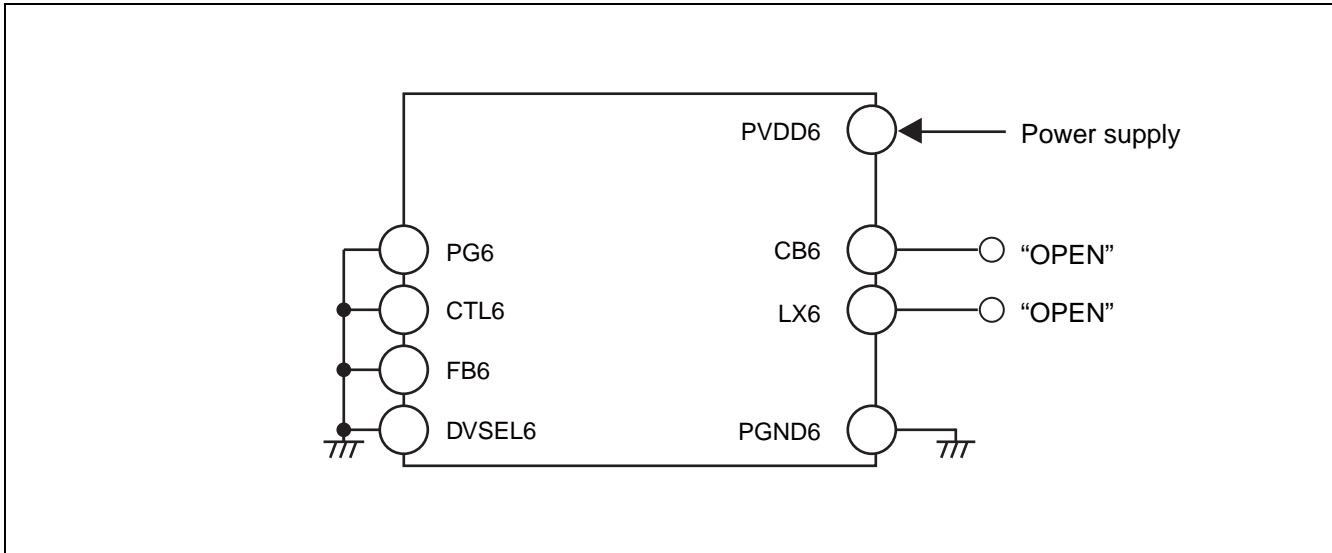 PVDD6 Power supply
PG6 CB6 “OPEN”
CTL6 LX6 “OPEN”
FB6
DVSEL6 PGND6